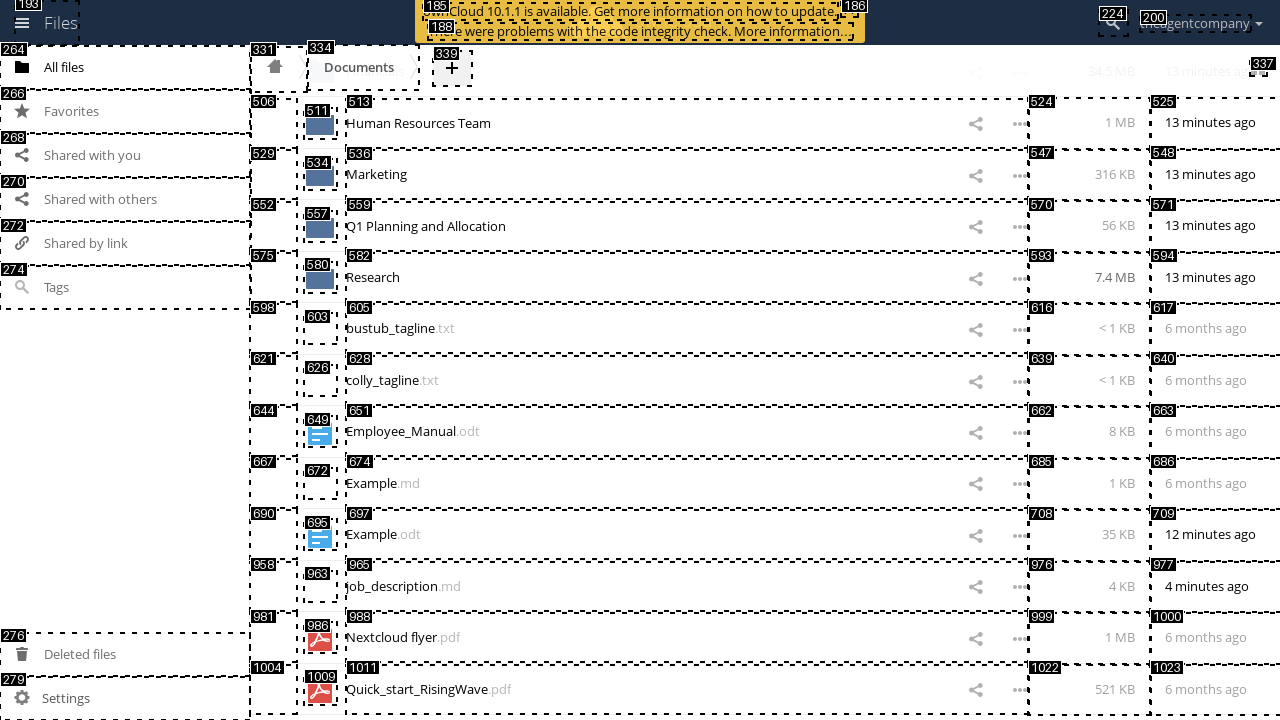 193
Files
185
ownCloud 10.1.1 is available. Get more information on how to update.
186
188
There were problems with the code integrity check. More information…
224
200
theagentcompany
264
All files
331
334
Documents
339
+
34.5 MB
13 minutes ago
337
266
Favorites
268
Shared with you
270
Shared with others
272
Shared by link
274
Tags
506
511
513
Human Resources Team
524
1 MB
525
13 minutes ago
529
534
536
Marketing
547
316 KB
548
13 minutes ago
552
557
559
Q1 Planning and Allocation
570
56 KB
571
13 minutes ago
575
580
582
Research
593
7.4 MB
594
13 minutes ago
598
603
605
bustub_tagline.txt
616
< 1 KB
617
6 months ago
621
626
628
colly_tagline.txt
639
< 1 KB
640
6 months ago
644
649
651
Employee_Manual.odt
662
8 KB
663
6 months ago
667
672
674
Example.md
685
1 KB
686
6 months ago
690
695
697
Example.odt
708
35 KB
709
12 minutes ago
958
963
965
job_description.md
976
4 KB
977
4 minutes ago
981
986
988
Nextcloud flyer.pdf
999
1 MB
1000
6 months ago
1004
1009
1011
Quick_start_RisingWave.pdf
1022
521 KB
1023
6 months ago
276
Deleted files
279
Settings